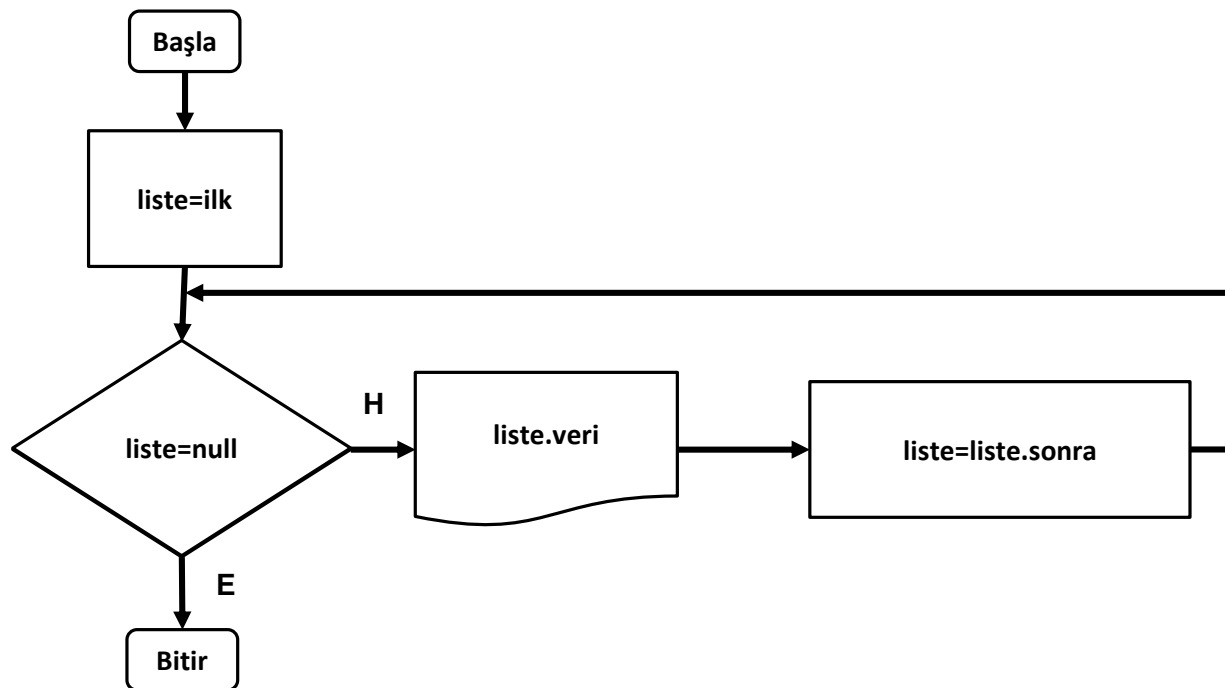 Başla
liste=ilk
liste=null
H
liste.veri
liste=liste.sonra
E
Bitir